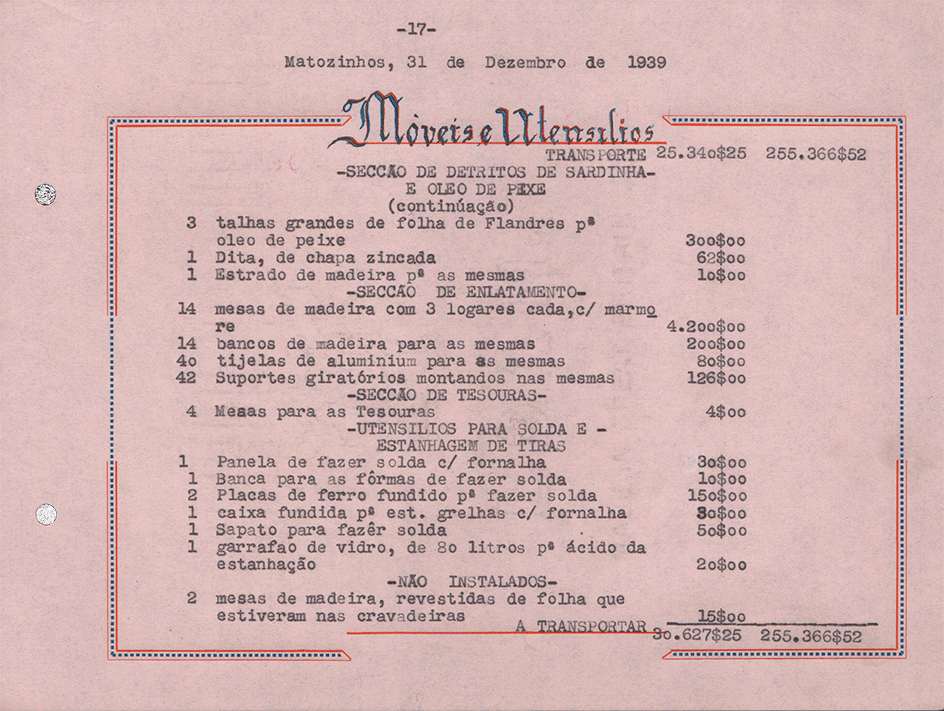 -17-
Matozinhos, 31 de Dezembro de 1939
Móveis e Utensilios
TRANSPORTE 25.34o$25 255.366$52
-SECCÃO DE DETRITOS DE SARDINHA-
E OLEO DE PEIXE
(continúação)
3 talhas grandes de fôlha de Flandres pª
oleo de peixe 3oo$oo
1 Dita, de chapa zincada 62$oo
1 Estrado de madeira pª as mesmas 1o$oo
-SECCÃO DE ENLATAMENTO-
14 mesas de madeira com 3 logares cada,c/ marmo
re 4.2oo$oo
14 bancos de madeira para as mesmas 2oo$oo
4o tijelas de aluminium para as mesmas 8o$oo
42 Suportes giratórios montandos nas mesmas 126$oo
-SECCÃO DE TESOURAS-
4 Mesas para as Tesouras 4$oo
-UTENSILIOS PARA SOLDA E -
ESTANHAGEM DE TIRAS
1 Panela de fazer solda c/ fornalha 3o$oo
1 Banca para as fôrmas de fazer solda 1o$oo
2 Placas de ferro fundido pª fazer solda 15o$oo
1 caixa fundida pª est. grelhas c/ fornalha 3o$oo
1 Sapato para fazêr solda 5o$oo
1 garrafao de vidro, de 8o litros pª ácido da
estanhação 2o$oo
-NÃO INSTALADOS-
2 mesas de madeira, revestidas de folha que
estiveram nas cravadeiras 15$oo
A TRANSPORTAR 3o.627$25 255.366$52